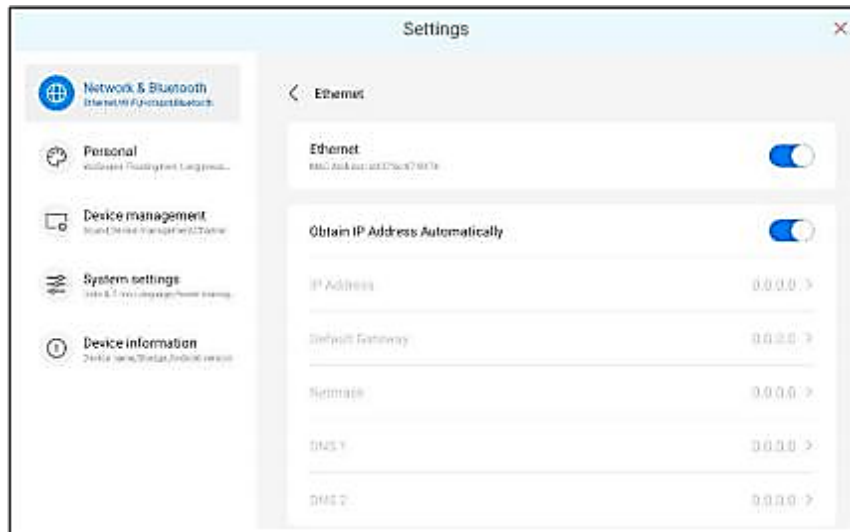 Settings
Network & Bluetooth
Ethernet
Personal
Ethernet
Device management
Obtain IP Address Automatically
System settings
IP Address 0.0.0.0
Device information
Default Gateway 0.0.0.0
Netmask 0.0.0.0
DNS 1 0.0.0.0
DNS 2 0.0.0.0